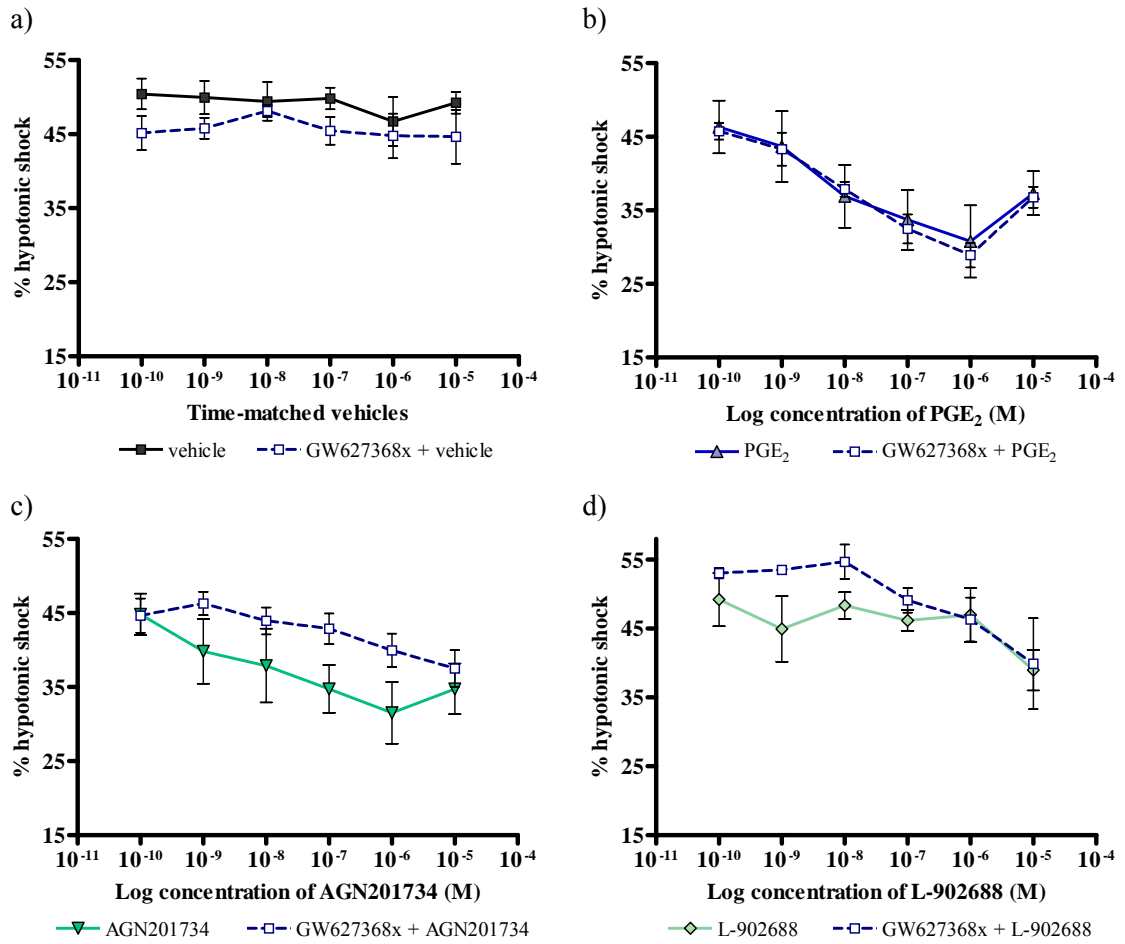 a)
% hypotonic shock
55
45
35
25
15
10-11 10-10 10-9 10-8 10-7 10-6 10-5 10-4
Time-matched vehicles
vehicle GW627368x + vehicle
b)
% hypotonic shock
55
45
35
25
15
10-11 10-10 10-9 10-8 10-7 10-6 10-5 10-4
Log concentration of PGE2 (M)
PGE2 GW627368x + PGE2
c)
% hypotonic shock
55
45
35
25
15
10-11 10-10 10-9 10-8 10-7 10-6 10-5 10-4
Log concentration of AGN201734 (M)
AGN201734 GW627368x + AGN201734
d)
% hypotonic shock
55
45
35
25
15
10-11 10-10 10-9 10-8 10-7 10-6 10-5 10-4
Log concentration of L-902688 (M)
L-902688 GW627368x + L-902688